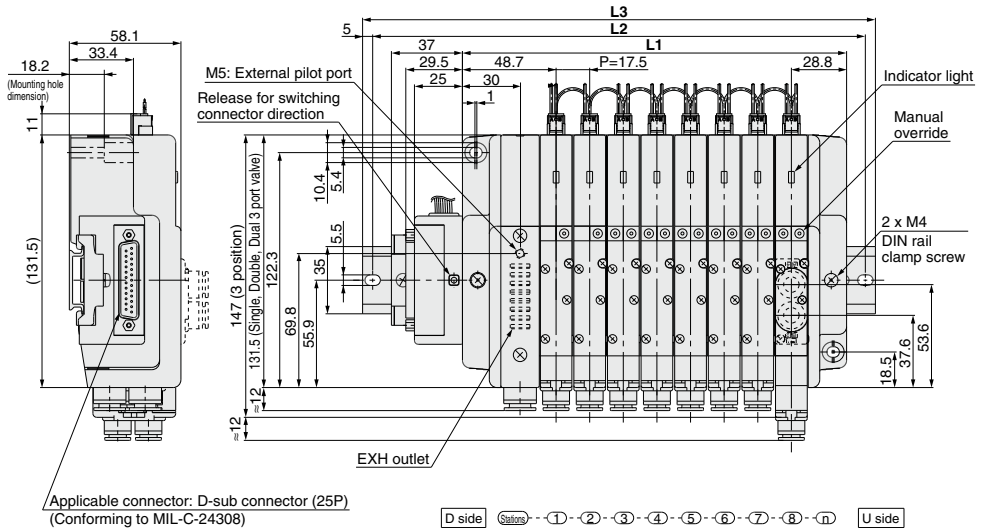 58.1
33.4
18.2
(Mounting hole
dimension)
11
(131.5)
L3
L2
L1
5
37
29.5
25
48.7
30
1
P=17.5
28.8
M5: External pilot port
Release for switching
connector direction
Indicator light
Manual
override
2 x M4
DIN rail
clamp screw
10.4
5.4
5.5
35
147 (3 position)
131.5 (Single, Double, Dual 3 port valve)
122.3
69.8
55.9
≈12
≈12
18.5
37.6
53.6
EXH outlet
Applicable connector: D-sub connector (25P)
(Conforming to MIL-C-24308)
D side Stations 1 2 3 4 5 6 7 8 n U side